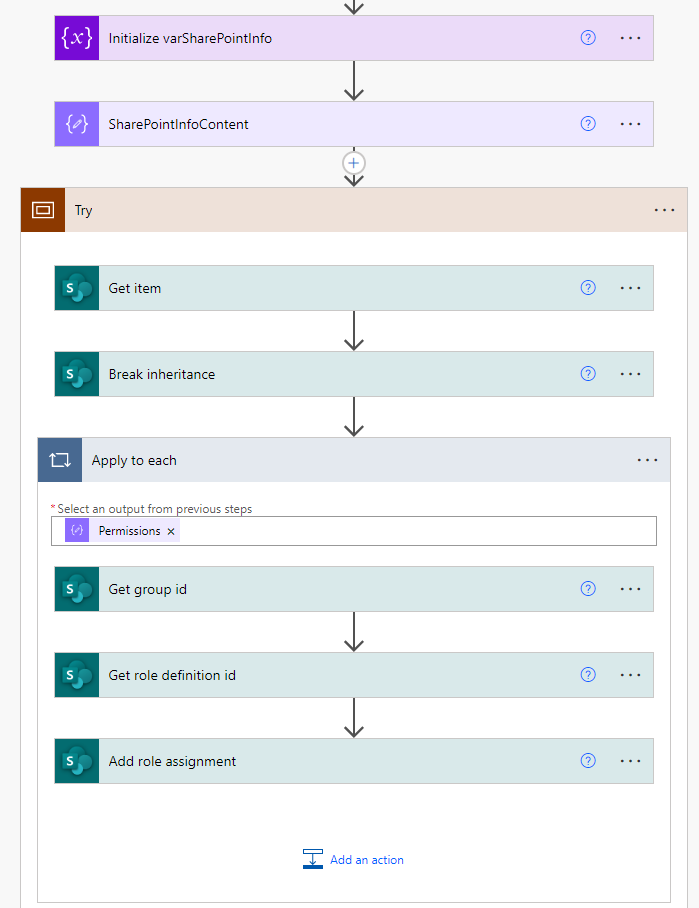 {x} Initialize varSharePointInfo ? ...
SharePointInfoContent ? ...
Try ...
S Get item ? ...
S Break inheritance ? ...
Apply to each ...
* Select an output from previous steps
Permissions ×
S Get group id ? ...
S Get role definition id ? ...
S Add role assignment ? ...
Add an action